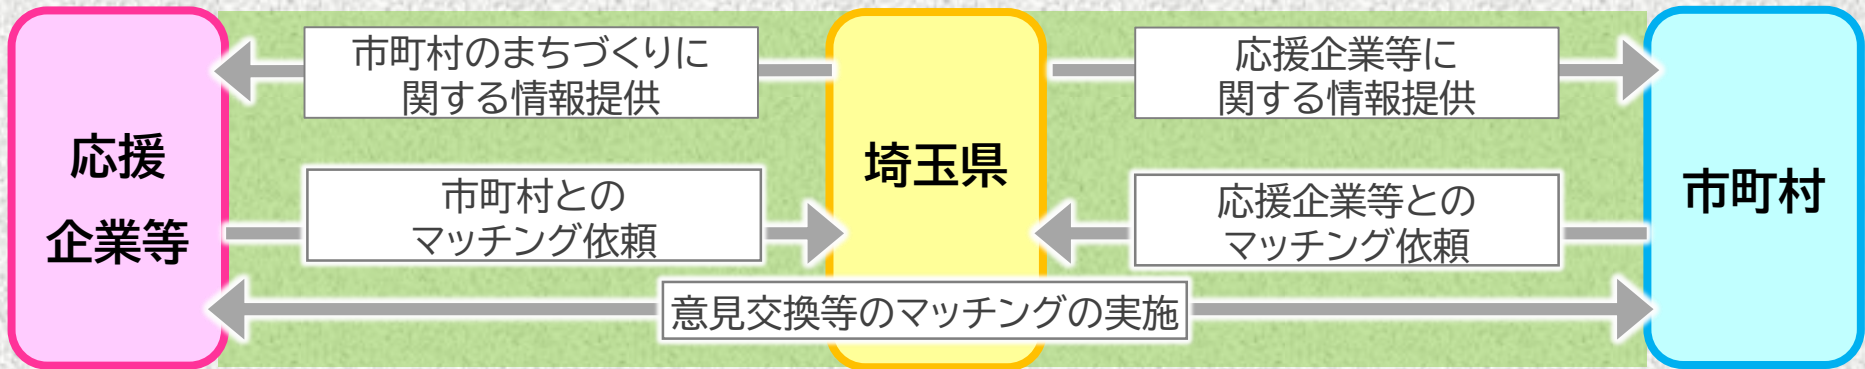 応援
企業等
市町村のまちづくりに
関する情報提供
市町村との
マッチング依頼
埼玉県
応援企業等に
関する情報提供
応援企業等との
マッチング依頼
市町村
意見交換等のマッチングの実施